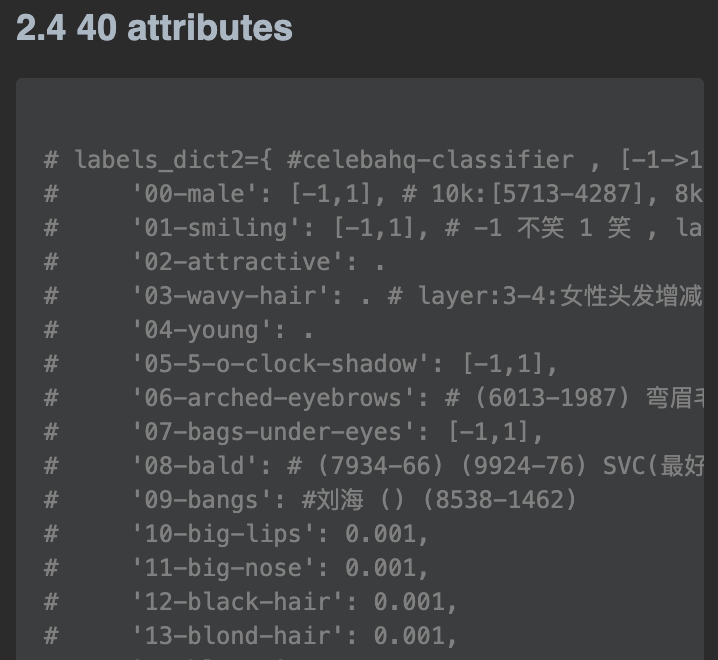 2.4 40 attributes
# labels_dict2={ #celebahq-classifier , [-1->1
#     '00-male': [-1,1], # 10k:[5713-4287], 8k
#     '01-smiling': [-1,1], # -1 不笑 1 笑 , la
#     '02-attractive': .
#     '03-wavy-hair': . # layer:3-4:女性头发增减
#     '04-young': .
#     '05-5-o-clock-shadow': [-1,1],
#     '06-arched-eyebrows': # (6013-1987) 弯眉毛
#     '07-bags-under-eyes': [-1,1],
#     '08-bald': # (7934-66) (9924-76) SVC(最好
#     '09-bangs': #刘海 () (8538-1462)
#     '10-big-lips': 0.001,
#     '11-big-nose': 0.001,
#     '12-black-hair': 0.001,
#     '13-blond-hair': 0.001,